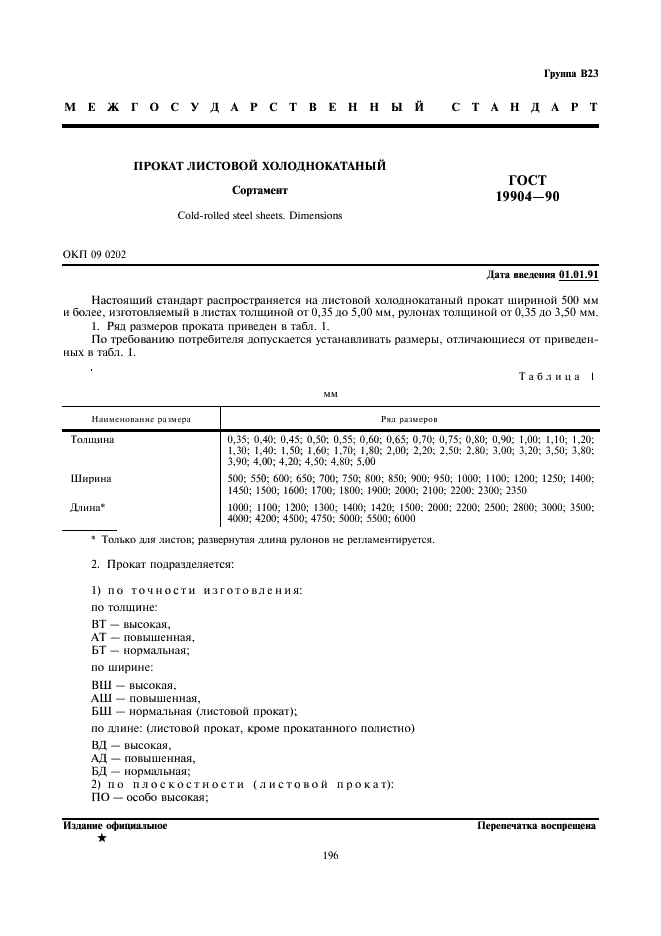 Группа В23
МЕЖГОСУДАРСТВЕННЫЙ СТАНДАРТ
ПРОКАТ ЛИСТОВОЙ ХОЛОДНОКАТАНЫЙ
Сортамент
Cold-rolled steel sheets. Dimensions
ГОСТ
19904—90
ОКП 09 0202
Дата введения 01.01.91
Настоящий стандарт распространяется на листовой холоднокатаный прокат шириной 500 мм
и более, изготовляемый в листах толщиной от 0,35 до 5,00 мм, рулонах толщиной от 0,35 до 3,50 мм.
1. Ряд размеров проката приведен в табл. 1.
По требованию потребителя допускается устанавливать размеры, отличающиеся от приведен-
ных в табл. 1.
Таблица 1
мм
Наименование размера Ряд размеров
Толщина 0,35; 0,40; 0,45; 0,50; 0,55; 0,60; 0,65; 0,70; 0,75; 0,80; 0,90; 1,00; 1,10; 1,20;
1,30; 1,40; 1,50; 1,60; 1,70; 1,80; 2,00; 2,20; 2,50; 2,80; 3,00; 3,20; 3,50; 3,80;
3,90; 4,00; 4,20; 4,50; 4,80; 5,00
Ширина 500; 550; 600; 650; 700; 750; 800; 850; 900; 950; 1000; 1100; 1200; 1250; 1400;
1450; 1500; 1600; 1700; 1800; 1900; 2000; 2100; 2200; 2300; 2350
Длина* 1000; 1100; 1200; 1300; 1400; 1420; 1500; 2000; 2200; 2500; 2800; 3000; 3500;
4000; 4200; 4500; 4750; 5000; 5500; 6000
* Только для листов; развернутая длина рулонов не регламентируется.
2. Прокат подразделяется:
1) по точности изготовления:
по толщине:
ВТ — высокая,
АТ — повышенная,
БТ — нормальная;
по ширине:
ВШ — высокая,
АШ — повышенная,
БШ — нормальная (листовой прокат);
по длине: (листовой прокат, кроме прокатанного полистно)
ВД — высокая,
АД — повышенная,
БД — нормальная;
2) по плоскостности (листовой прокат):
ПО — особо высокая;
Издание официальное Перепечатка воспрещена
★
196